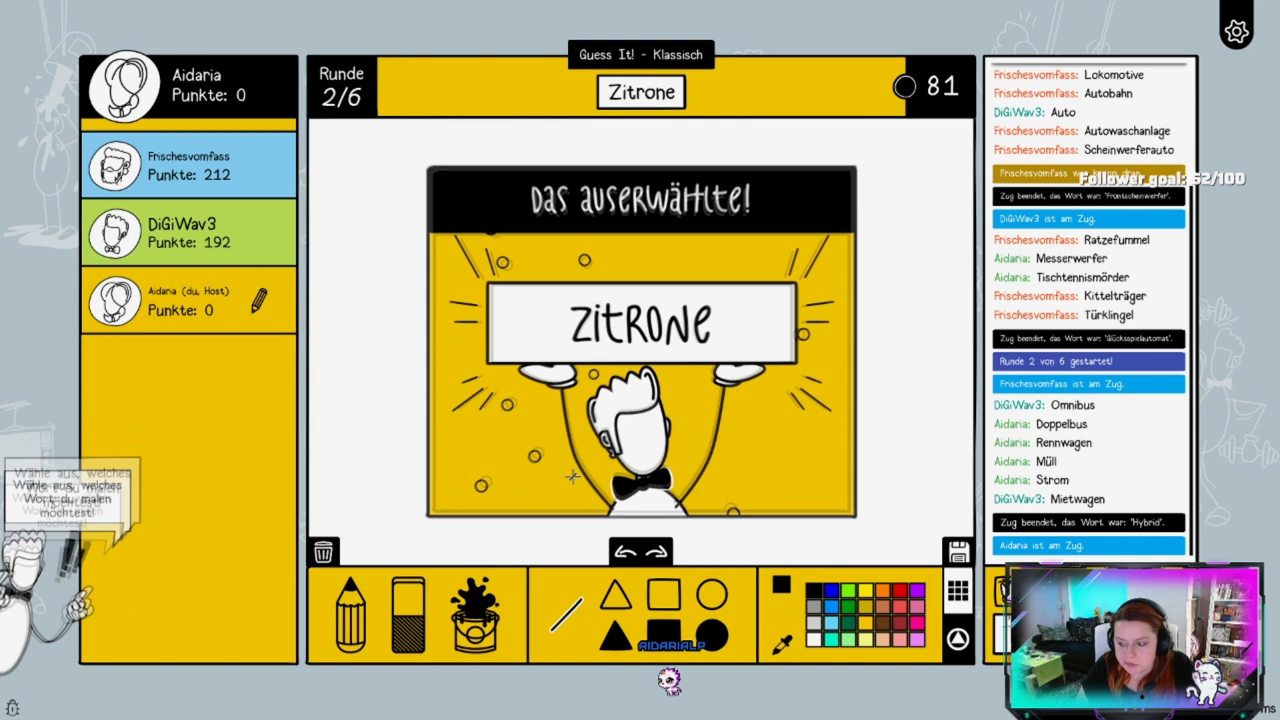 Guess It! - Klassisch
Aidaria
Punkte: 0
Runde
2/6
Zitrone
81
Frischesvomfass
Punkte: 212
DiGiWav3
Punkte: 192
Aidaria (du, Host)
Punkte: 0
Das auserwählte!
Zitrone
Frischesvomfass: Lokomotive
Frischesvomfass: Autobahn
DiGiWav3: Auto
Frischesvomfass: Autowaschanlage
Frischesvomfass: Scheinwerferauto
Follower goal: 52/100
Zug beendet, das Wort war: 'Frontscheinwerfer'.
DiGiWav3 ist am Zug.
Frischesvomfass: Ratzefummel
Aidaria: Messerwerfer
Aidaria: Tischtennismörder
Frischesvomfass: Kittelträger
Frischesvomfass: Türklingel
Zug beendet, das Wort war: 'Glücksspielautomat'.
Runde 2 von 6 gestartet!
Frischesvomfass ist am Zug.
DiGiWav3: Omnibus
Aidaria: Doppelbus
Aidaria: Rennwagen
Aidaria: Müll
Aidaria: Strom
DiGiWav3: Mietwagen
Zug beendet, das Wort war: 'Hybrid'.
Aidaria ist am Zug.
Wähle aus, welches
Wort du malen
möchtest!
AIDARIALP
ms